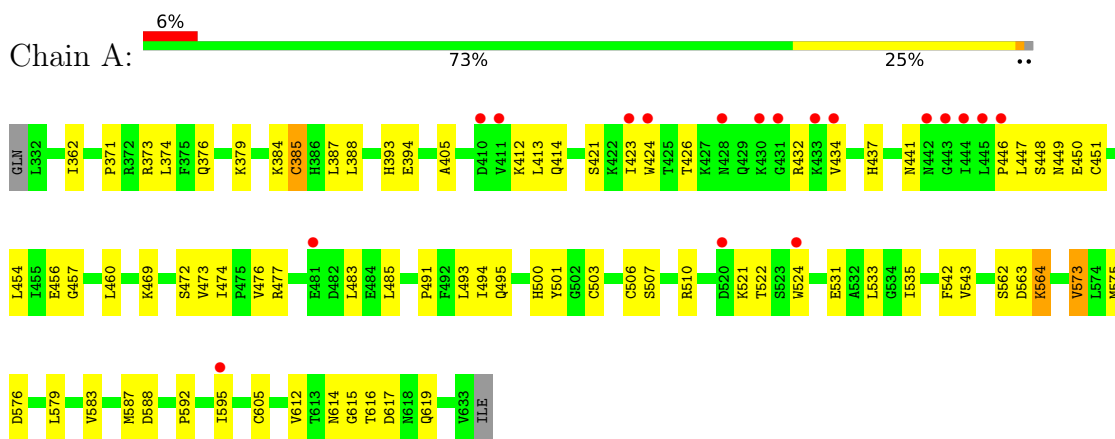 6%
Chain A:
73% 25% ••
GLN L332 I362 P371 R372 R373 L374 F375 Q376 K379 K384 C385 H386 L387 L388 H393 E394 A405 D410 V411 K412 L413 Q414 S421 K422 I423 W424 T425 T426 K427 N428 Q429 K430 G431 R432 K433 V434 H437 N441 N442 G443 I444 L445 P446 L447 S448 N449 E450 C451
L454 I455 E456 G457 L460 K469 S472 V473 I474 P475 V476 R477 E481 D482 L483 E484 L485 P491 F492 L493 I494 Q495 H500 Y501 G502 C503 C506 S507 R510 D520 K521 T522 S523 W524 E531 A532 L533 G534 I535 F542 V543 S562 D563 K564 V573 L574 M575
D576 L579 V583 M587 D588 P592 I595 C605 V612 T613 N614 G615 T616 D617 N618 Q619 V633 ILE